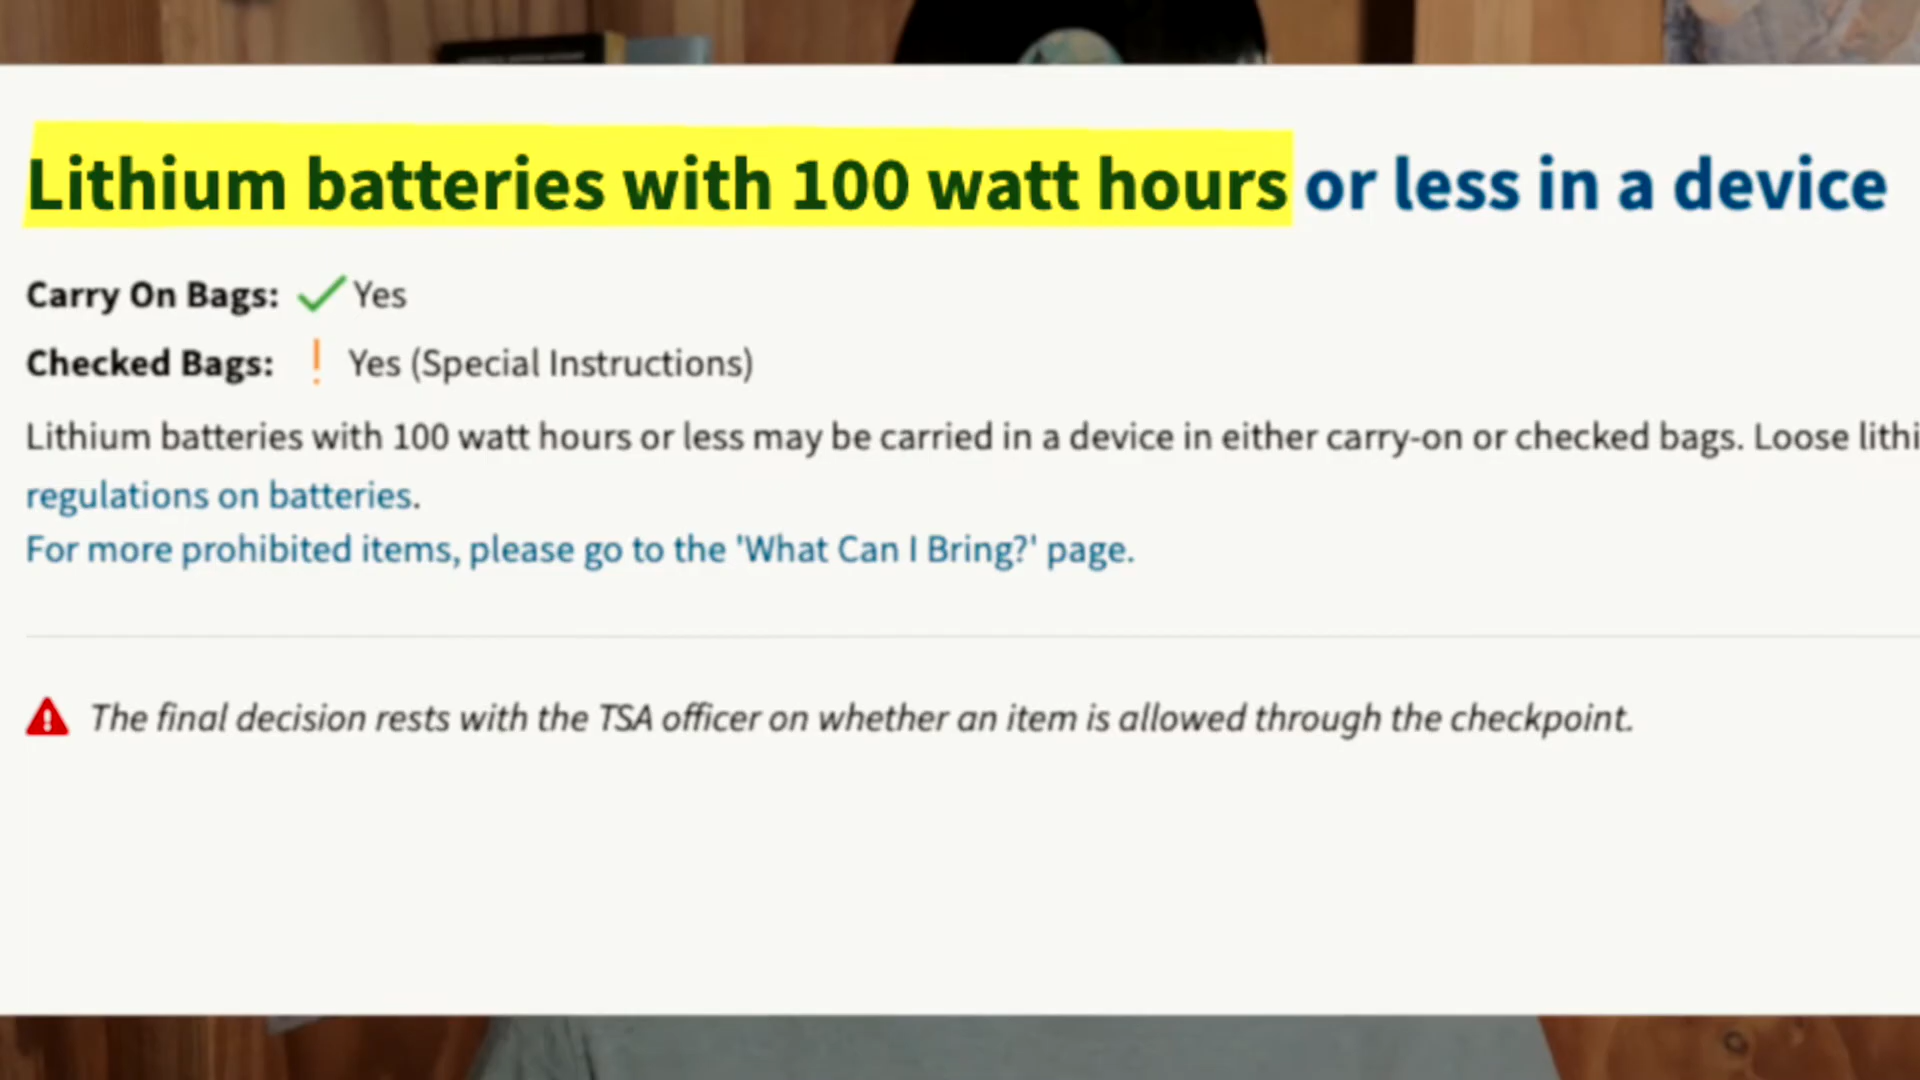 Lithium batteries with 100 watt hours or less in a device
Carry On Bags: Yes
Checked Bags: Yes (Special Instructions)
Lithium batteries with 100 watt hours or less may be carried in a device in either carry-on or checked bags. Loose lithi
regulations on batteries.
For more prohibited items, please go to the 'What Can I Bring?' page.
The final decision rests with the TSA officer on whether an item is allowed through the checkpoint.